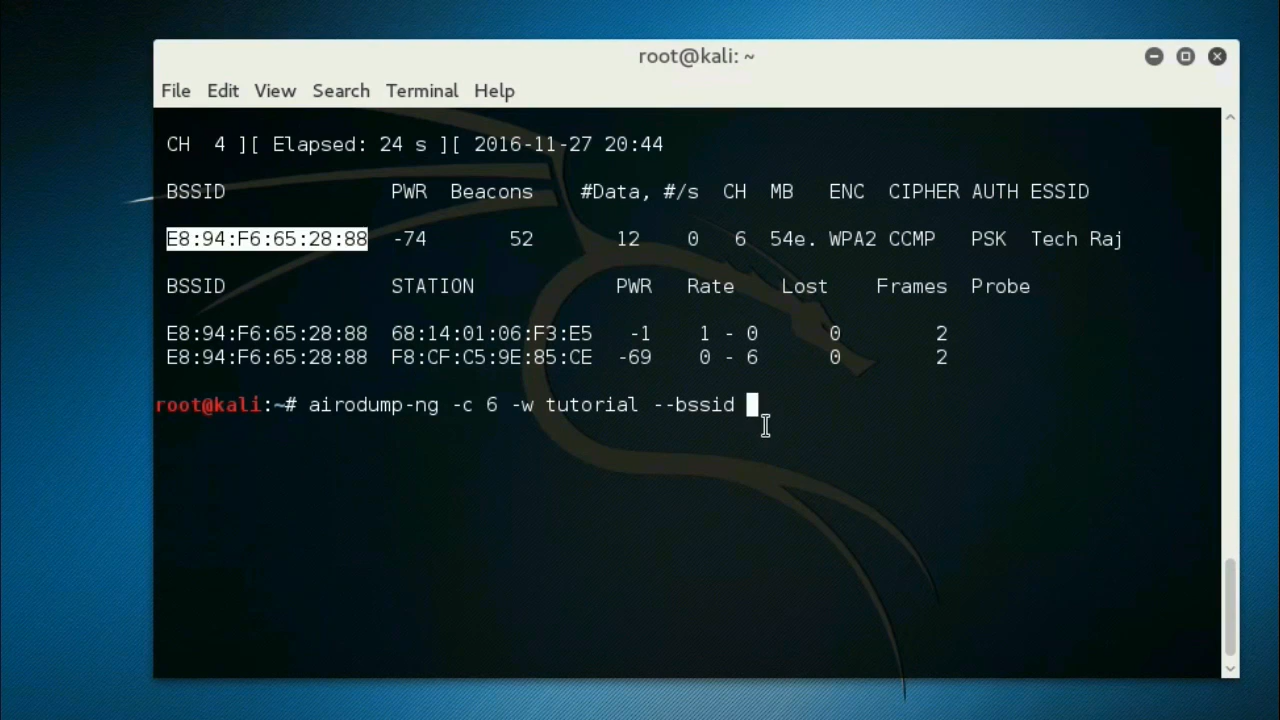 root@kali: ~
File Edit View Search Terminal Help
CH 4 ][ Elapsed: 24 s ][ 2016-11-27 20:44
BSSID PWR Beacons #Data, #/s CH MB ENC CIPHER AUTH ESSID
E8:94:F6:65:28:88 -74 52 12 0 6 54e. WPA2 CCMP PSK Tech Raj
BSSID STATION PWR Rate Lost Frames Probe
E8:94:F6:65:28:88 68:14:01:06:F3:E5 -1 1 - 0 0 2
E8:94:F6:65:28:88 F8:CF:C5:9E:85:CE -69 0 - 6 0 2
root@kali:~# airodump-ng -c 6 -w tutorial --bssid